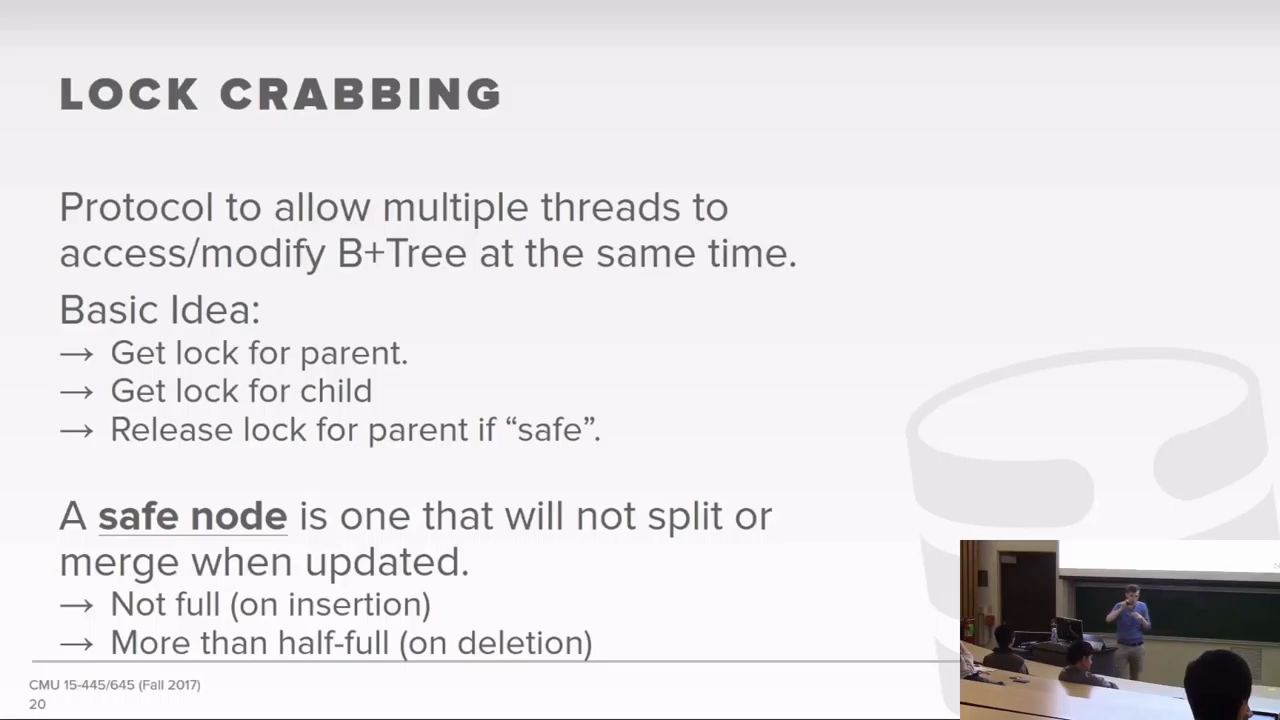 LOCK CRABBING
Protocol to allow multiple threads to
access/modify B+Tree at the same time.
Basic Idea:
→ Get lock for parent.
→ Get lock for child
→ Release lock for parent if “safe”.
A safe node is one that will not split or
merge when updated.
→ Not full (on insertion)
→ More than half-full (on deletion)
CMU 15-445/645 (Fall 2017)
20